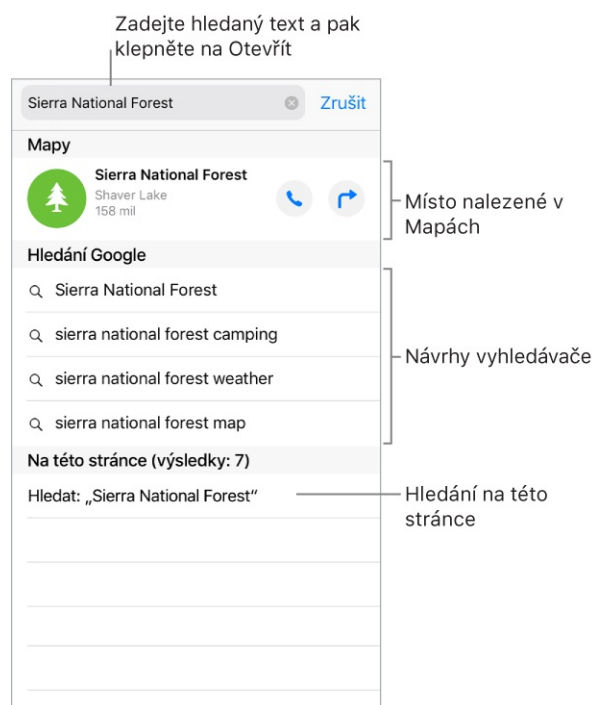 Zadejte hledaný text a pak
klepněte na Otevřít
Sierra National Forest
Zrušit
Mapy
Sierra National Forest
Shaver Lake
158 mil
Místo nalezené v
Mapách
Hledání Google
Sierra National Forest
sierra national forest camping
sierra national forest weather
sierra national forest map
Návrhy vyhledávače
Na této stránce (výsledky: 7)
Hledat: „Sierra National Forest“
Hledání na této
stránce